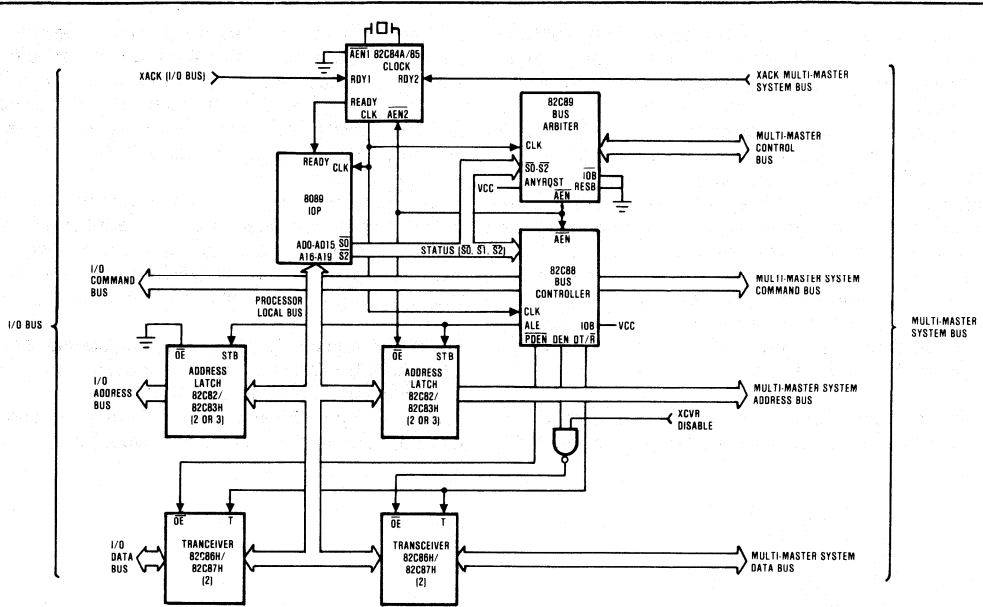 AEN1 82C84A/85
CLOCK
XACK (I/O BUS)
RDY1
RDY2
XACK MULTI-MASTER
SYSTEM BUS
READY
CLK
AEN2
82C89
BUS
ARBITER
CLK
S0-S2
ANYRQST
VCC
AEN
IOB
RESB
MULTI-MASTER
CONTROL
BUS
READY
CLK
8089
IOP
AD0-AD15
A16-A19
S0
S2
STATUS (S0, S1, S2)
AEN
82C88
BUS
CONTROLLER
CLK
ALE
IOB
VCC
PDEN DEN DT/R
I/O
COMMAND
BUS
MULTI-MASTER SYSTEM
COMMAND BUS
PROCESSOR
LOCAL BUS
I/O BUS
MULTI-MASTER
SYSTEM BUS
OE
STB
ADDRESS
LATCH
82C82/
82C83H
(2 OR 3)
OE
STB
ADDRESS
LATCH
82C82/
82C83H
(2 OR 3)
I/O
ADDRESS
BUS
MULTI-MASTER SYSTEM
ADDRESS BUS
XCVR
DISABLE
OE
T
TRANCEIVER
82C86H/
82C87H
(2)
OE
T
TRANSCEIVER
82C86H/
82C87H
(2)
I/O
DATA
BUS
MULTI-MASTER SYSTEM
DATA BUS